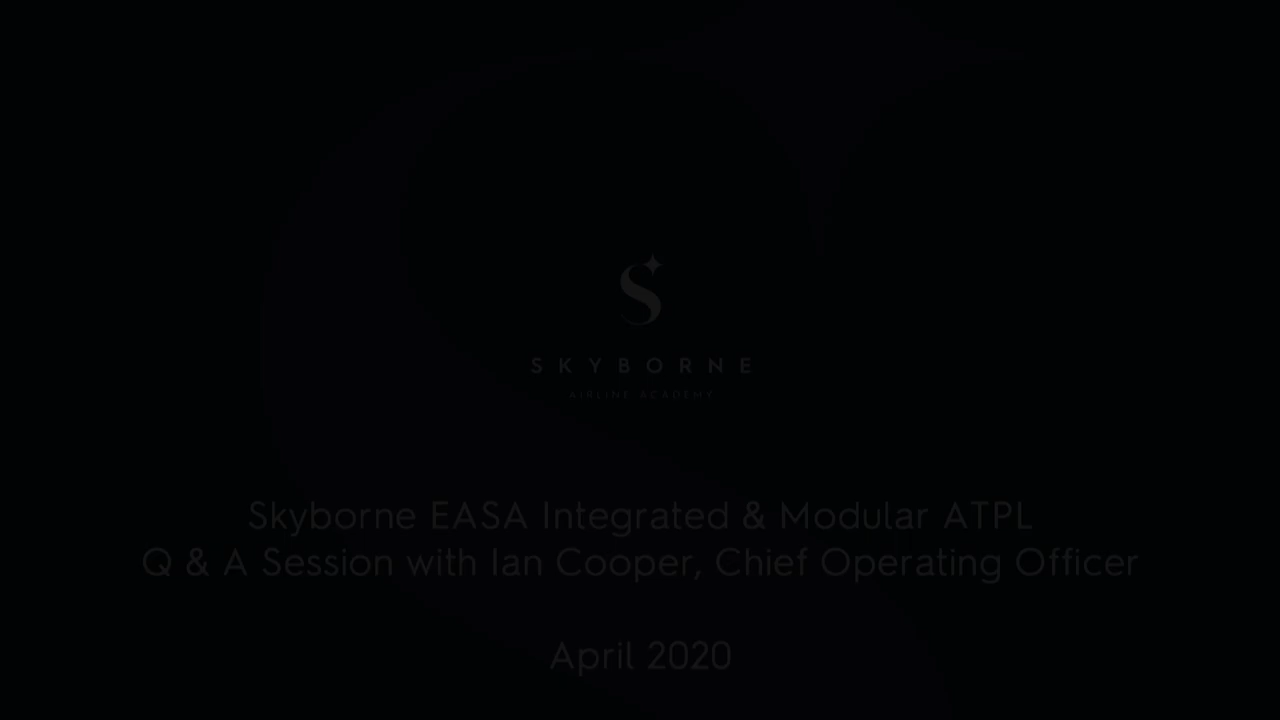 SKYBORNE
AIRLINE ACADEMY
Skyborne EASA Integrated & Modular ATPL
Q & A Session with Ian Cooper, Chief Operating Officer
April 2020